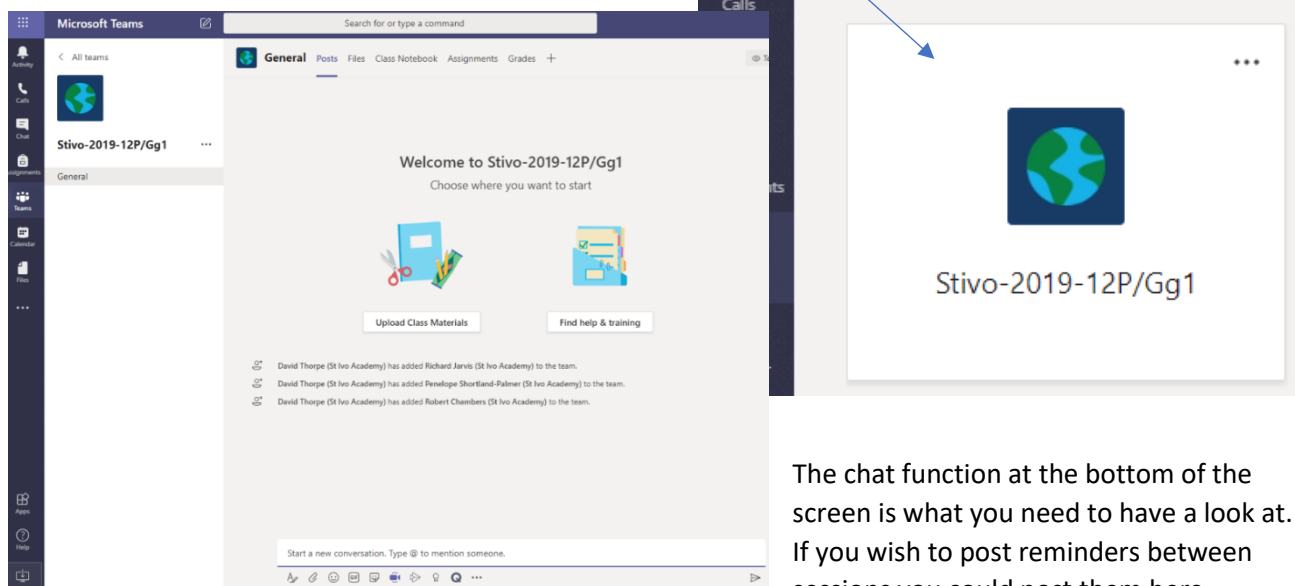 Microsoft Teams
Search for or type a command
Activity
Calls
Chat
Assignments
Teams
Calendar
Files
Apps
Help
< All teams
Stivo-2019-12P/Gg1 ...
General
General Posts Files Class Notebook Assignments Grades +
Welcome to Stivo-2019-12P/Gg1
Choose where you want to start
Upload Class Materials
Find help & training
David Thorpe (St Ivo Academy) has added Richard Jarvis (St Ivo Academy) to the team.
David Thorpe (St Ivo Academy) has added Penelope Shortland-Palmer (St Ivo Academy) to the team.
David Thorpe (St Ivo Academy) has added Robert Chambers (St Ivo Academy) to the team.
Start a new conversation. Type @ to mention someone.
Calls
Stivo-2019-12P/Gg1
The chat function at the bottom of the
screen is what you need to have a look at.
If you wish to post reminders between
sessions you could post them here